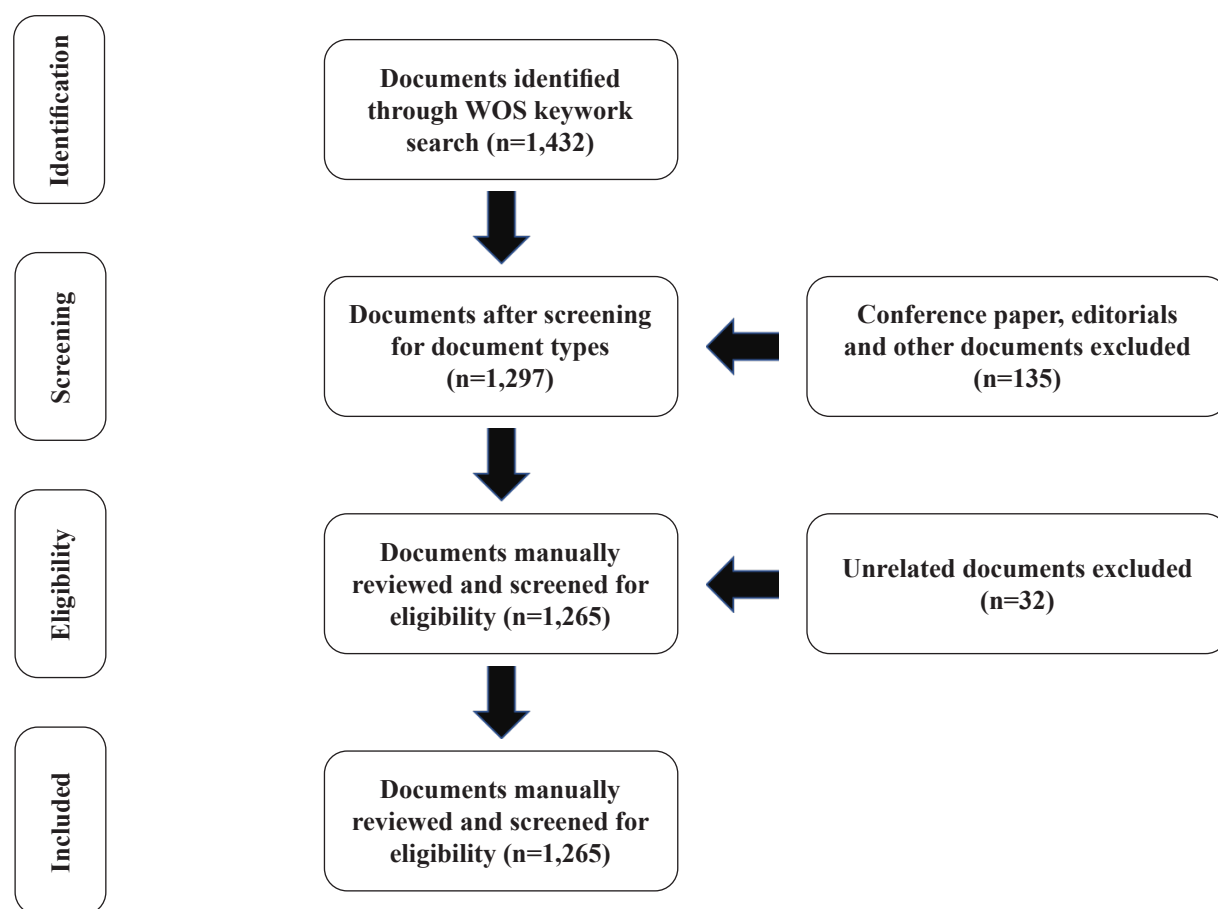 Identification
Documents identified
through WOS keywork
search (n=1,432)
Screening
Documents after screening
for document types
(n=1,297)
Conference paper, editorials
and other documents excluded
(n=135)
Eligibility
Documents manually
reviewed and screened for
eligibility (n=1,265)
Unrelated documents excluded
(n=32)
Included
Documents manually
reviewed and screened for
eligibility (n=1,265)